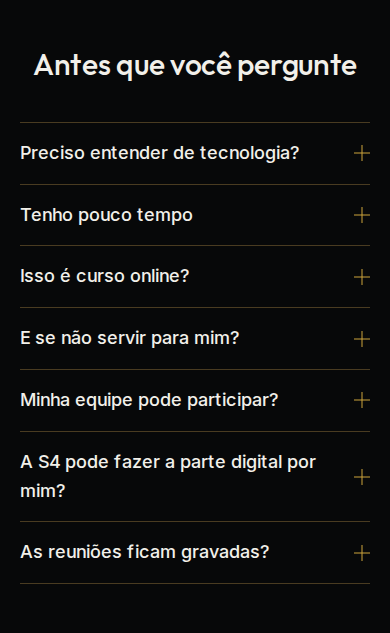 Antes que você pergunte
Preciso entender de tecnologia?
Tenho pouco tempo
Isso é curso online?
E se não servir para mim?
Minha equipe pode participar?
A S4 pode fazer a parte digital por
mim?
As reuniões ficam gravadas?